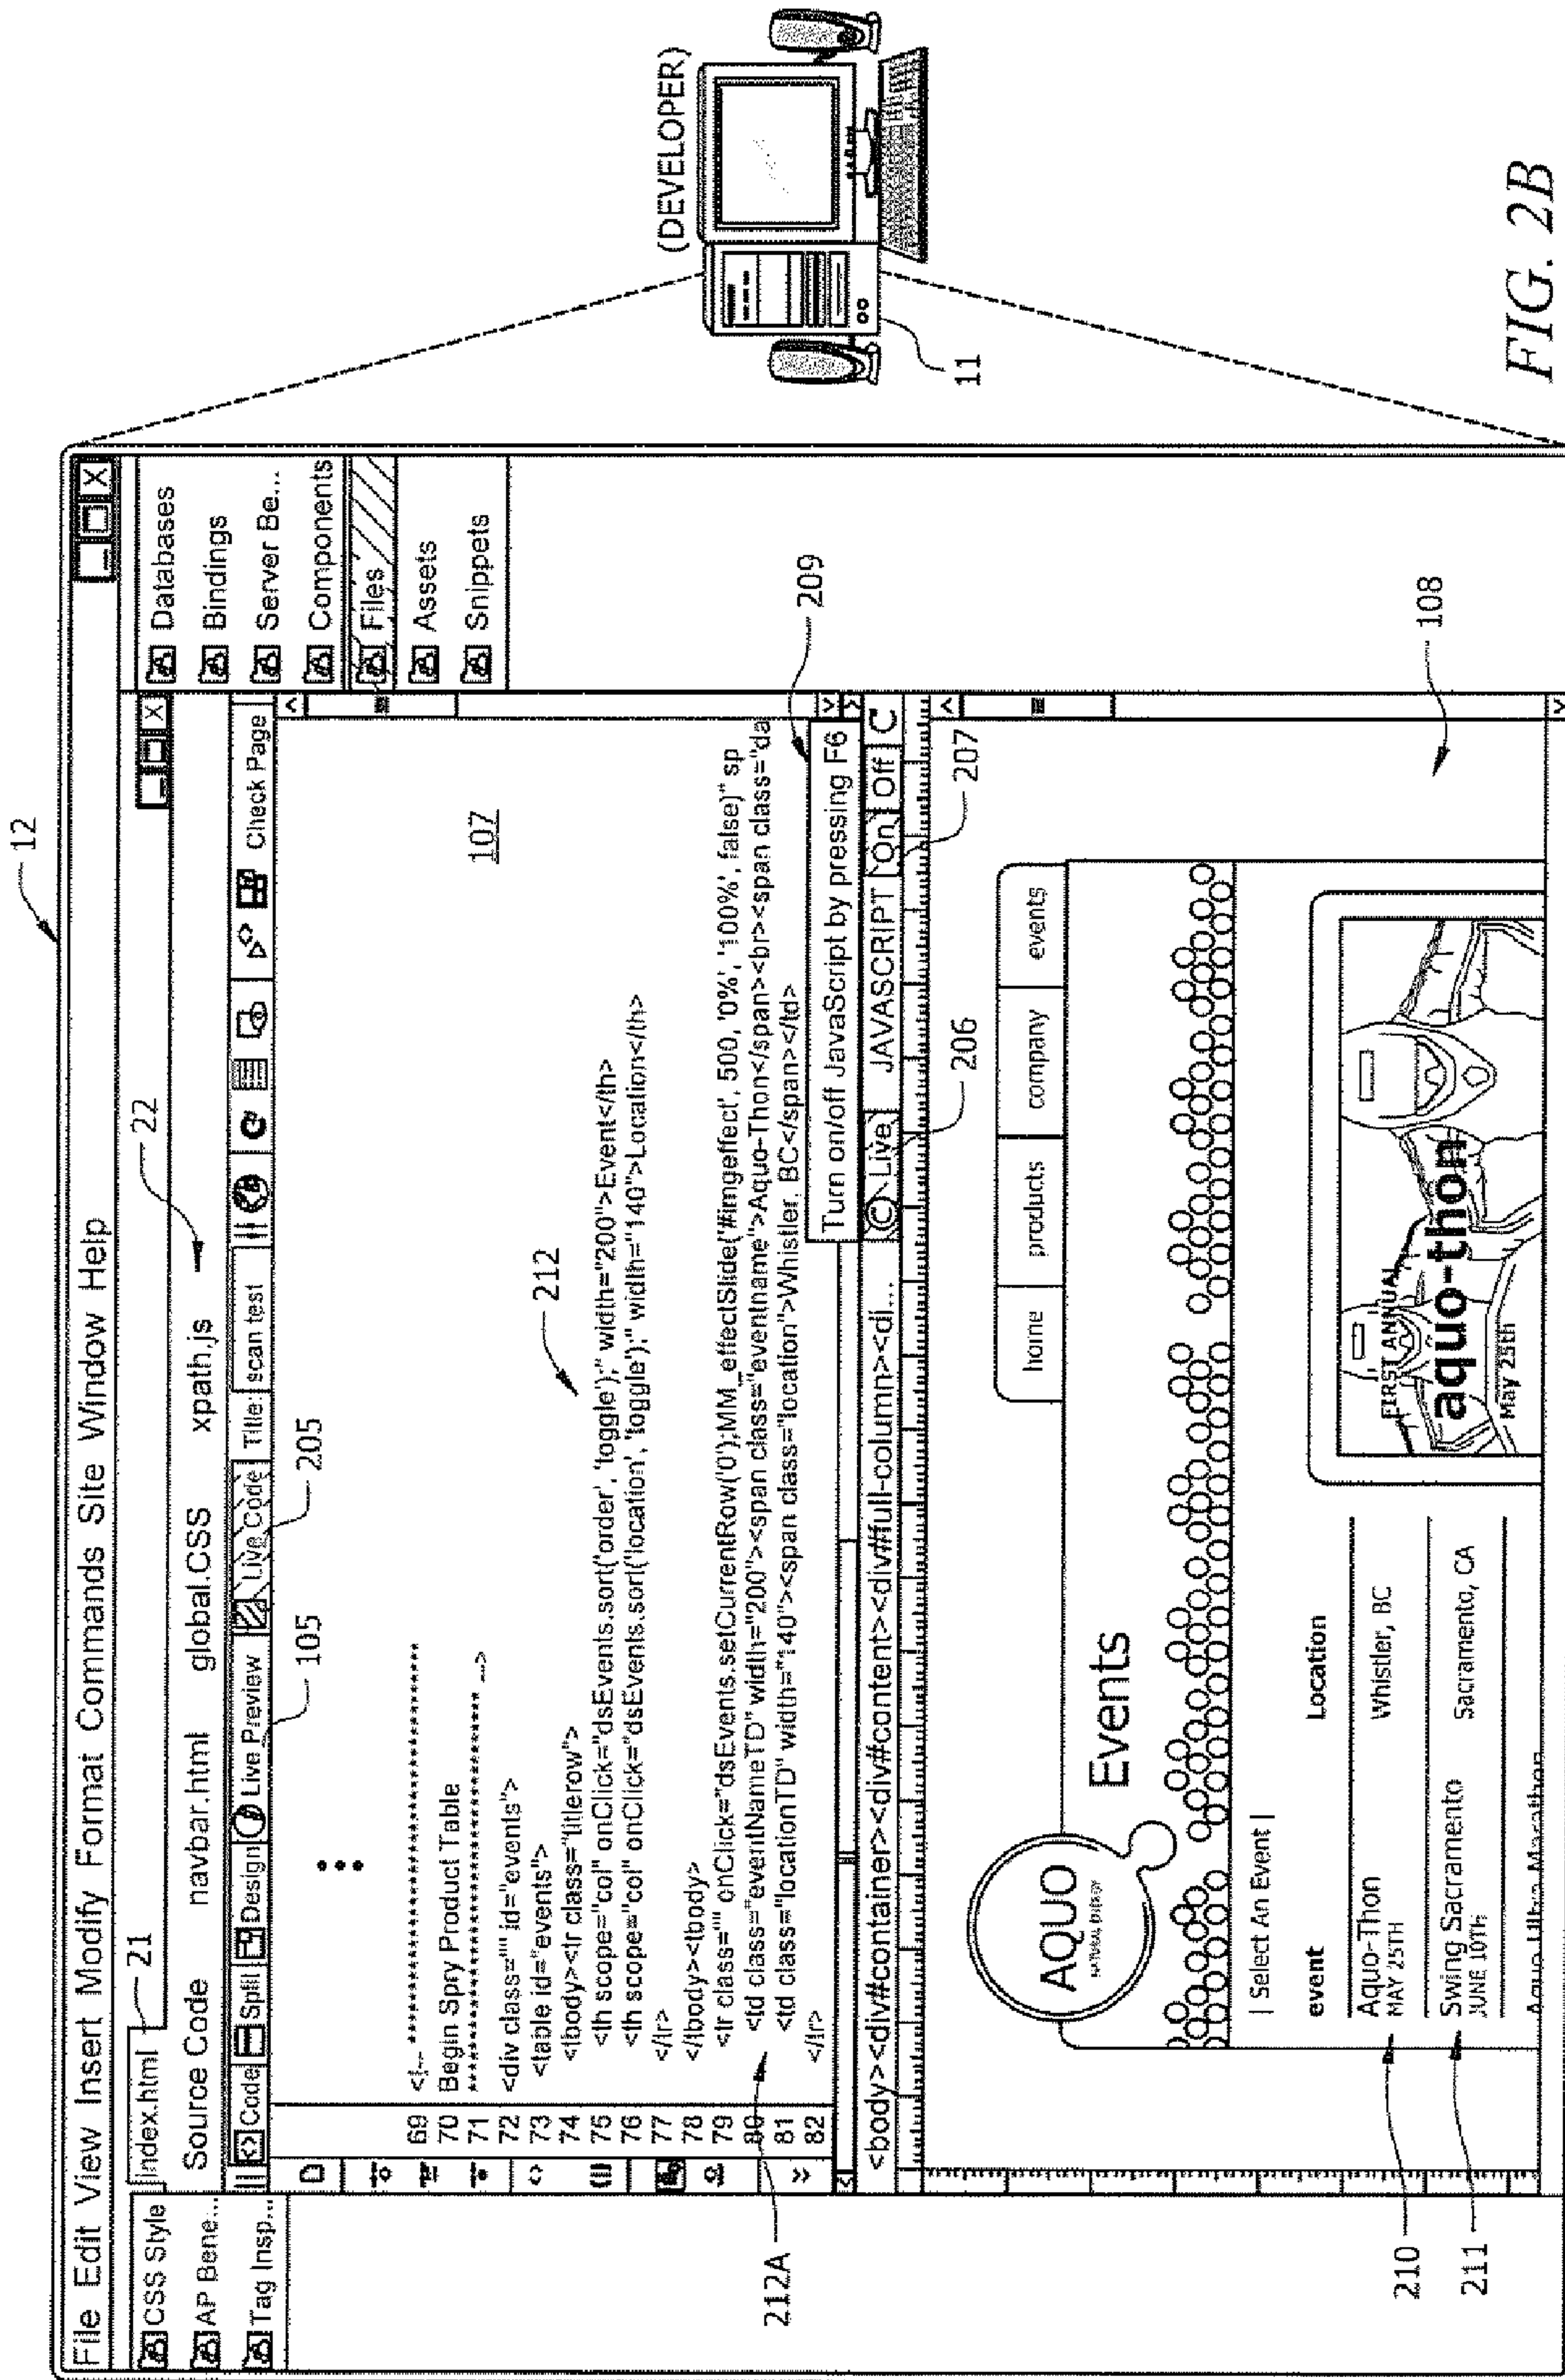 12
File Edit View Insert Modify Format Commands Site Window Help
CSS Style
AP Bene...
Tag Insp...
index.html
21
22
Source Code navbar.html global.CSS xpath.js
Code Split Design Live Preview Live Code Title: scan test Check Page
105
205
107
212
69 <!-- ************************************
70 Begin Spry Product Table
71 ******************************** -->
72 <div class="" id="events">
73 <table id="events">
74 <tbody><tr class="titlerow">
75 <th scope="col" onClick="dsEvents.sort('order', 'toggle');" width="200">Event</th>
76 <th scope="col" onClick="dsEvents.sort('location', 'toggle');" width="140">Location</th>
77 </tr>
78 </tbody><tbody>
79 <tr class="" onClick="dsEvents.setCurrentRow('0');MM_effectSlide('#imgeffect', 500, '0%', '100%', false)" sp
80 <td class="eventNameTD" width="200"><span class="eventname">Aquo-Thon</span><br><span class="da
81 <td class="locationTD" width="140"><span class="location">Whistler, BC</span></td>
82 </tr>
212A
Turn on/off JavaScript by pressing F6
209
<body><div#container><div#content><div#full-column><di... Live JAVASCRIPT On Off
206
207
Databases
Bindings
Server Be...
Components
Files
Assets
Snippets
108
home products company events
AQUO
NATURAL ENERGY
Events
| Select An Event |
event Location
Aquo-Thon Whistler, BC
MAY 25TH
210
Swing Sacramento Sacramento, CA
JUNE 10TH
211
Aquo Ultra Marathon
FIRST ANNUAL
aquo-thon
May 25th
(DEVELOPER)
11
FIG. 2B